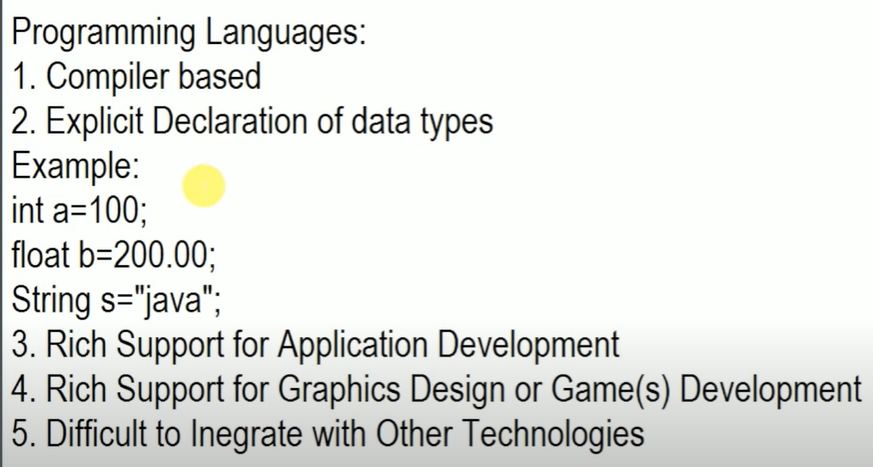 Programming Languages:
1. Compiler based
2. Explicit Declaration of data types
Example:
int a=100;
float b=200.00;
String s="java";
3. Rich Support for Application Development
4. Rich Support for Graphics Design or Game(s) Development
5. Difficult to Inegrate with Other Technologies